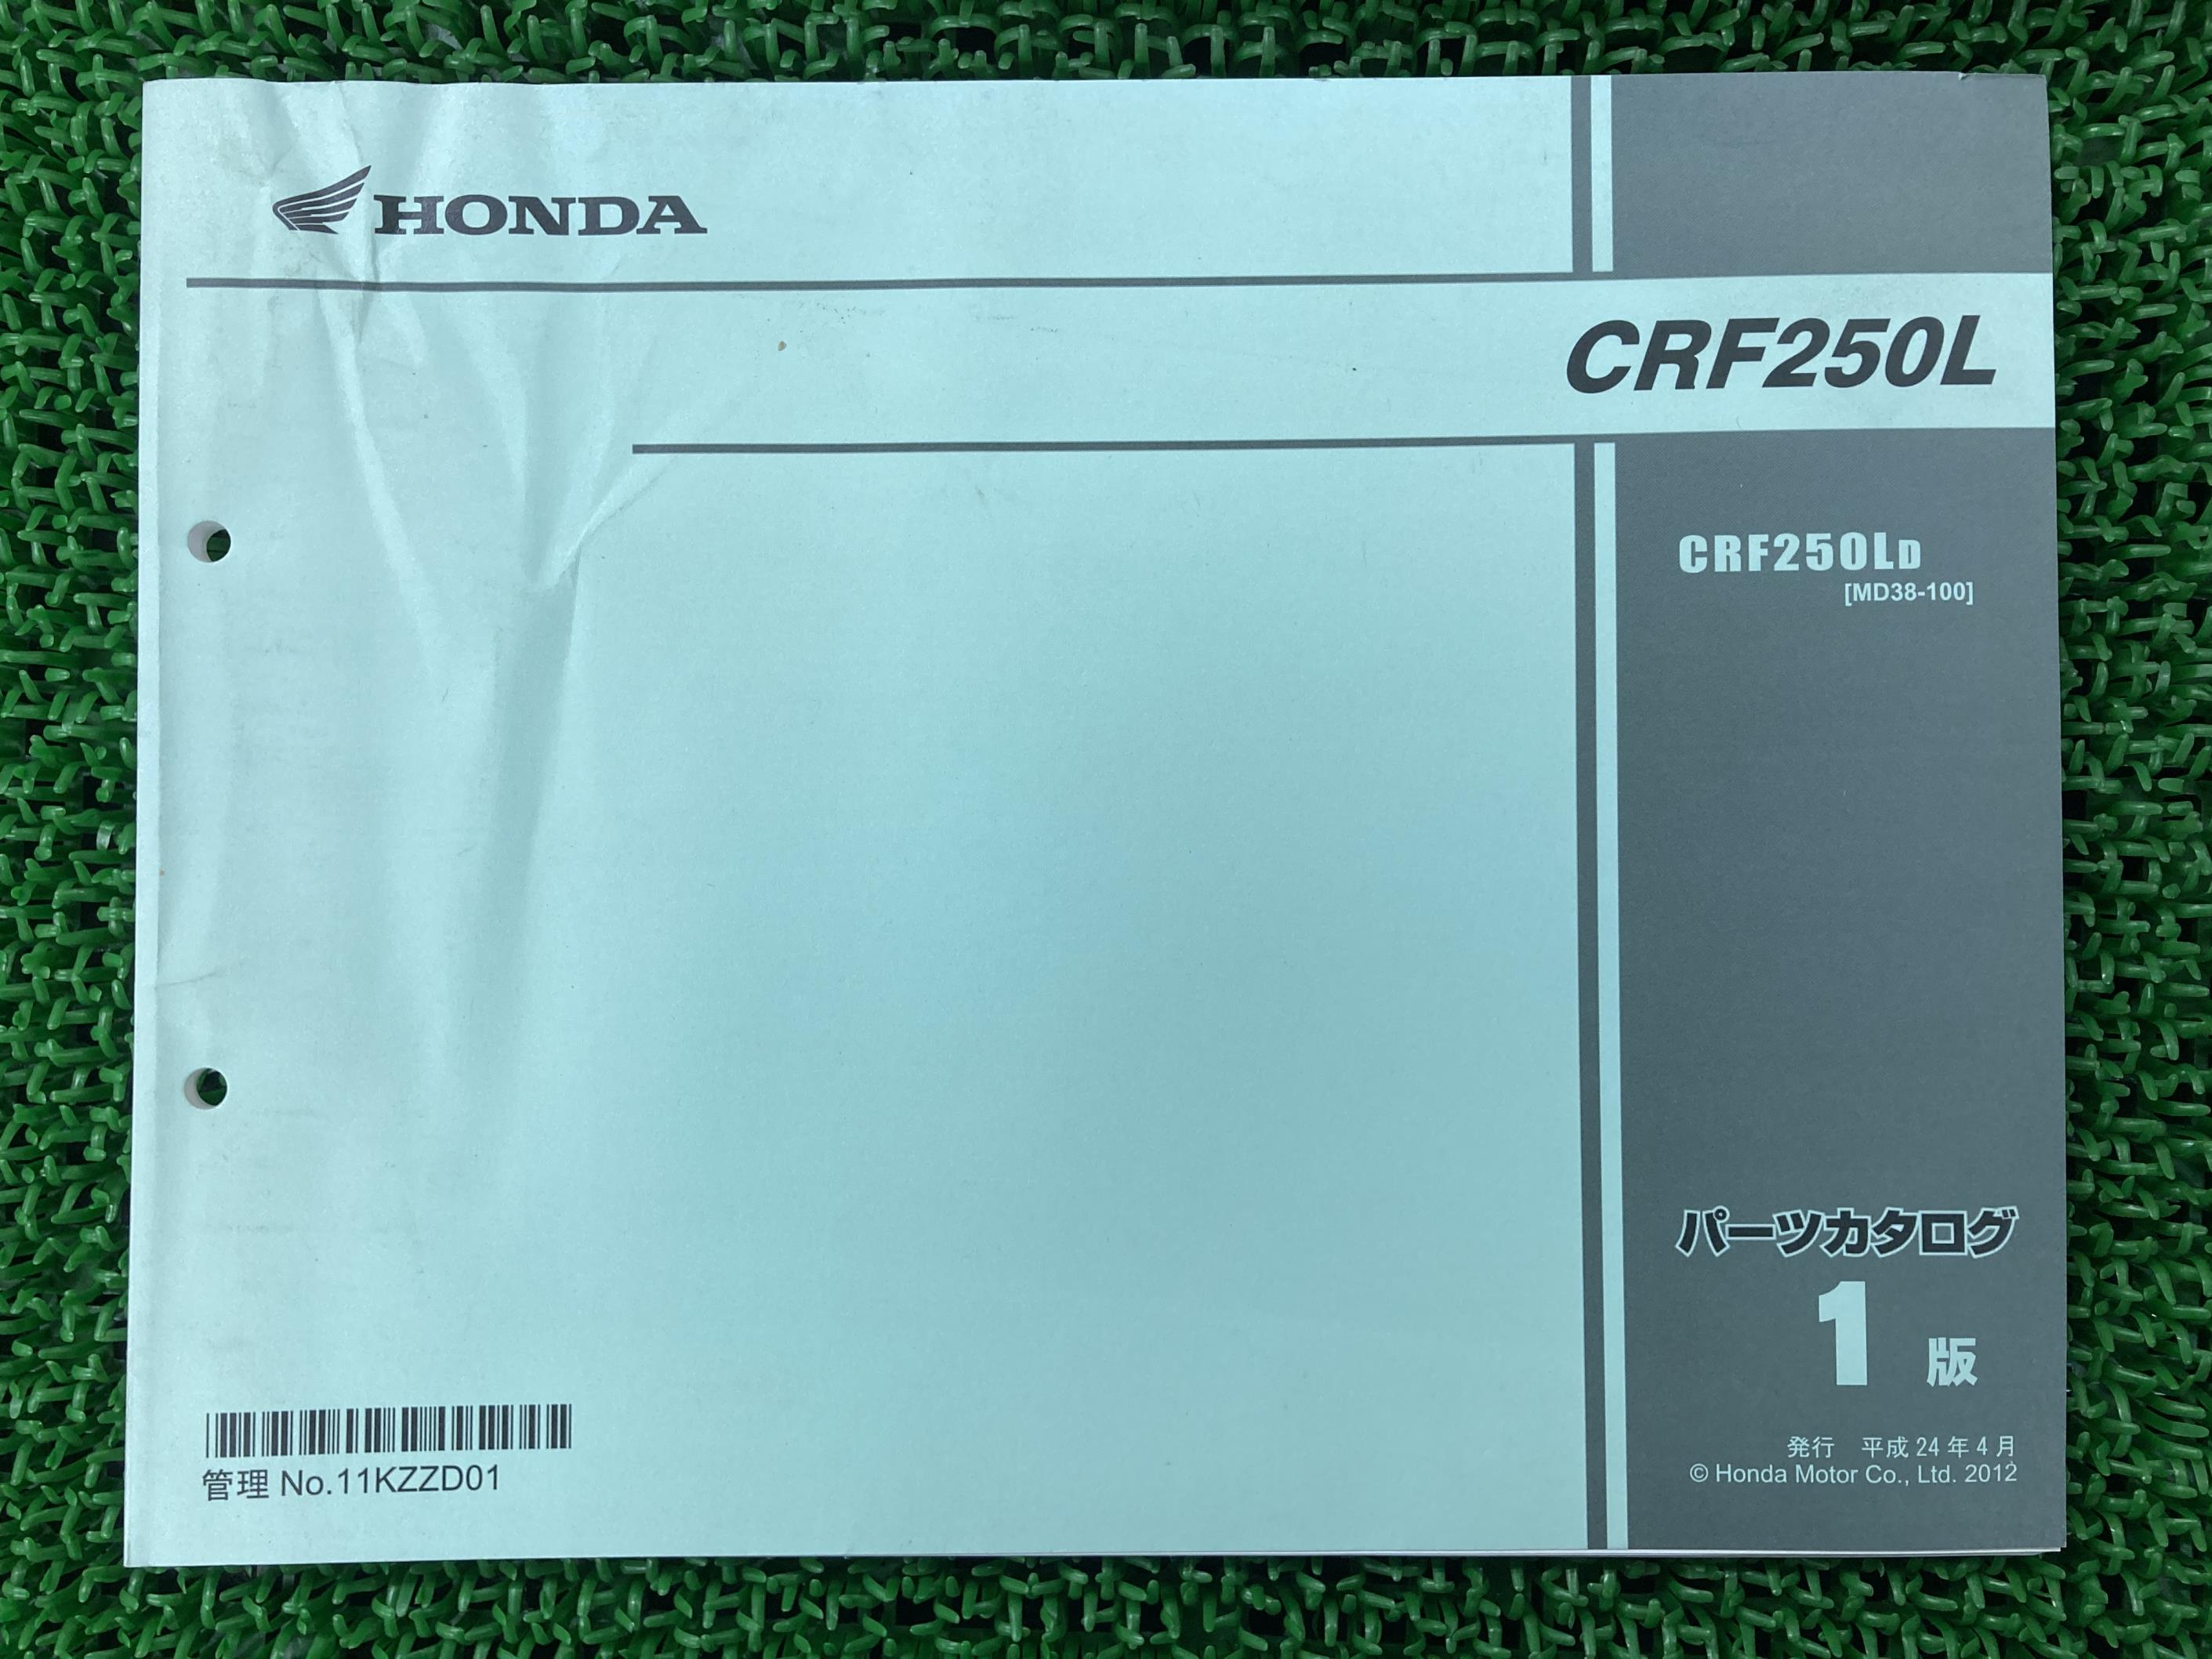 HONDA
CRF250L
CRF250LD
[MD38-100]
パーツカタログ
1 版
発行 平成 24 年 4 月
© Honda Motor Co., Ltd. 2012
管理 No.11KZZD01